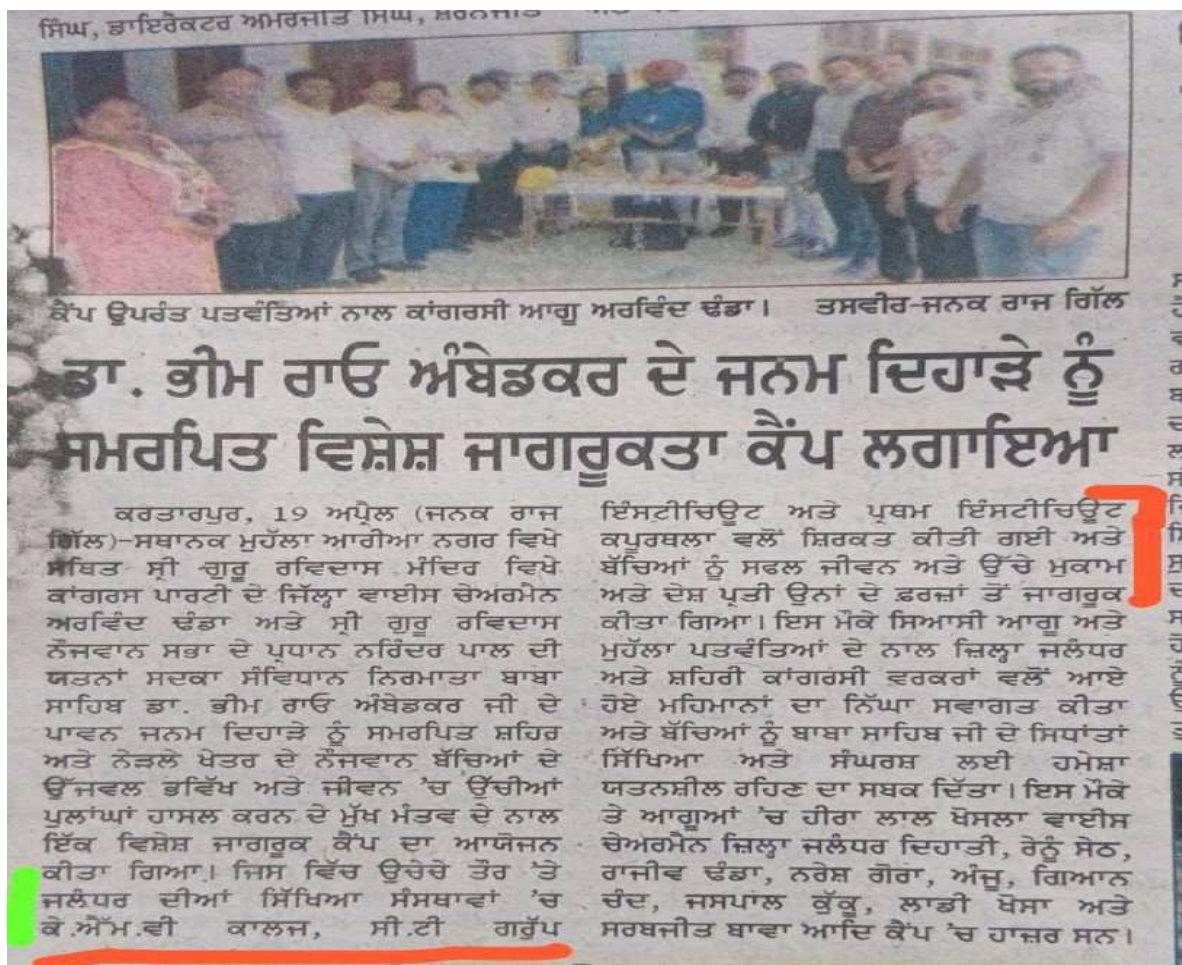 ਸਿੰਘ, ਡਾਇਰੈਕਟਰ ਅਮਰਜੀਤ ਸਿੰਘ,
ਕੈਂਪ ਉਪਰੰਤ ਪਤਵੰਤਿਆਂ ਨਾਲ ਕਾਂਗਰਸੀ ਆਗੂ ਅਰਵਿੰਦ ਢੰਡਾ। ਤਸਵੀਰ-ਜਨਕ ਰਾਜ ਗਿੱਲ
ਡਾ. ਭੀਮ ਰਾਓ ਅੰਬੇਡਕਰ ਦੇ ਜਨਮ ਦਿਹਾੜੇ ਨੂੰ
ਸਮਰਪਿਤ ਵਿਸ਼ੇਸ਼ ਜਾਗਰੂਕਤਾ ਕੈਂਪ ਲਗਾਇਆ
ਕਰਤਾਰਪੁਰ, 19 ਅਪ੍ਰੈਲ (ਜਨਕ ਰਾਜ
ਗਿੱਲ)-ਸਥਾਨਕ ਮੁਹੱਲਾ ਆਰੀਆ ਨਗਰ ਵਿਖੇ
ਸਥਿਤ ਸ੍ਰੀ ਗੁਰੂ ਰਵਿਦਾਸ ਮੰਦਿਰ ਵਿਖੇ
ਕਾਂਗਰਸ ਪਾਰਟੀ ਦੇ ਜਿੱਲ੍ਹਾ ਵਾਈਸ ਚੇਅਰਮੈਨ
ਅਰਵਿੰਦ ਢੰਡਾ ਅਤੇ ਸ੍ਰੀ ਗੁਰੂ ਰਵਿਦਾਸ
ਨੌਜਵਾਨ ਸਭਾ ਦੇ ਪ੍ਰਧਾਨ ਨਰਿੰਦਰ ਪਾਲ ਦੀ
ਯਤਨਾਂ ਸਦਕਾ ਸੰਵਿਧਾਨ ਨਿਰਮਾਤਾ ਬਾਬਾ
ਸਾਹਿਬ ਡਾ. ਭੀਮ ਰਾਓ ਅੰਬੇਡਕਰ ਜੀ ਦੇ
ਪਾਵਨ ਜਨਮ ਦਿਹਾੜੇ ਨੂੰ ਸਮਰਪਿਤ ਸ਼ਹਿਰ
ਅਤੇ ਨੇੜਲੇ ਖੇਤਰ ਦੇ ਨੌਜਵਾਨ ਬੱਚਿਆਂ ਦੇ
ਉੱਜਵਲ ਭਵਿੱਖ ਅਤੇ ਜੀਵਨ 'ਚ ਉੱਚੀਆਂ
ਪੁਲਾਂਘਾਂ ਹਾਸਲ ਕਰਨ ਦੇ ਮੁੱਖ ਮੰਤਵ ਦੇ ਨਾਲ
ਇੱਕ ਵਿਸ਼ੇਸ਼ ਜਾਗਰੂਕ ਕੈਂਪ ਦਾ ਆਯੋਜਨ
ਕੀਤਾ ਗਿਆ। ਜਿਸ ਵਿੱਚ ਉਚੇਚੇ ਤੌਰ 'ਤੇ
ਜਲੰਧਰ ਦੀਆਂ ਸਿੱਖਿਆ ਸੰਸਥਾਵਾਂ 'ਚ
ਕੇ.ਐੱਮ.ਵੀ ਕਾਲਜ, ਸੀ.ਟੀ ਗਰੁੱਪ
ਇੰਸਟੀਚਿਊਟ ਅਤੇ ਪ੍ਰਥਮ ਇੰਸਟੀਚਿਊਟ
ਕਪੂਰਥਲਾ ਵਲੋਂ ਸ਼ਿਰਕਤ ਕੀਤੀ ਗਈ ਅਤੇ
ਬੱਚਿਆਂ ਨੂੰ ਸਫਲ ਜੀਵਨ ਅਤੇ ਉੱਚੇ ਮੁਕਾਮ
ਅਤੇ ਦੇਸ਼ ਪ੍ਰਤੀ ਉਨਾਂ ਦੇ ਫ਼ਰਜ਼ਾਂ ਤੋਂ ਜਾਗਰੂਕ
ਕੀਤਾ ਗਿਆ। ਇਸ ਮੌਕੇ ਸਿਆਸੀ ਆਗੂ ਅਤੇ
ਮੁਹੱਲਾ ਪਤਵੰਤਿਆਂ ਦੇ ਨਾਲ ਜ਼ਿਲ੍ਹਾ ਜਲੰਧਰ
ਅਤੇ ਸ਼ਹਿਰੀ ਕਾਂਗਰਸੀ ਵਰਕਰਾਂ ਵਲੋਂ ਆਏ
ਹੋਏ ਮਹਿਮਾਨਾਂ ਦਾ ਨਿੱਘਾ ਸਵਾਗਤ ਕੀਤਾ
ਅਤੇ ਬੱਚਿਆਂ ਨੂੰ ਬਾਬਾ ਸਾਹਿਬ ਜੀ ਦੇ ਸਿਧਾਂਤਾਂ
ਸਿੱਖਿਆ ਅਤੇ ਸੰਘਰਸ਼ ਲਈ ਹਮੇਸ਼ਾ
ਯਤਨਸ਼ੀਲ ਰਹਿਣ ਦਾ ਸਬਕ ਦਿੱਤਾ। ਇਸ ਮੌਕੇ
ਤੇ ਆਗੂਆਂ 'ਚ ਹੀਰਾ ਲਾਲ ਖੋਸਲਾ ਵਾਈਸ
ਚੇਅਰਮੈਨ ਜ਼ਿਲ੍ਹਾ ਜਲੰਧਰ ਦਿਹਾਤੀ, ਰੇਨੂੰ ਸੇਠ,
ਰਾਜੀਵ ਢੰਡਾ, ਨਰੇਸ਼ ਗੋਰਾ, ਅੰਜੂ, ਗਿਆਨ
ਚੰਦ, ਜਸਪਾਲ ਕੁੱਕੂ, ਲਾਡੀ ਖੋਸਾ ਅਤੇ
ਸਰਬਜੀਤ ਬਾਵਾ ਆਦਿ ਕੈਂਪ 'ਚ ਹਾਜ਼ਰ ਸਨ।